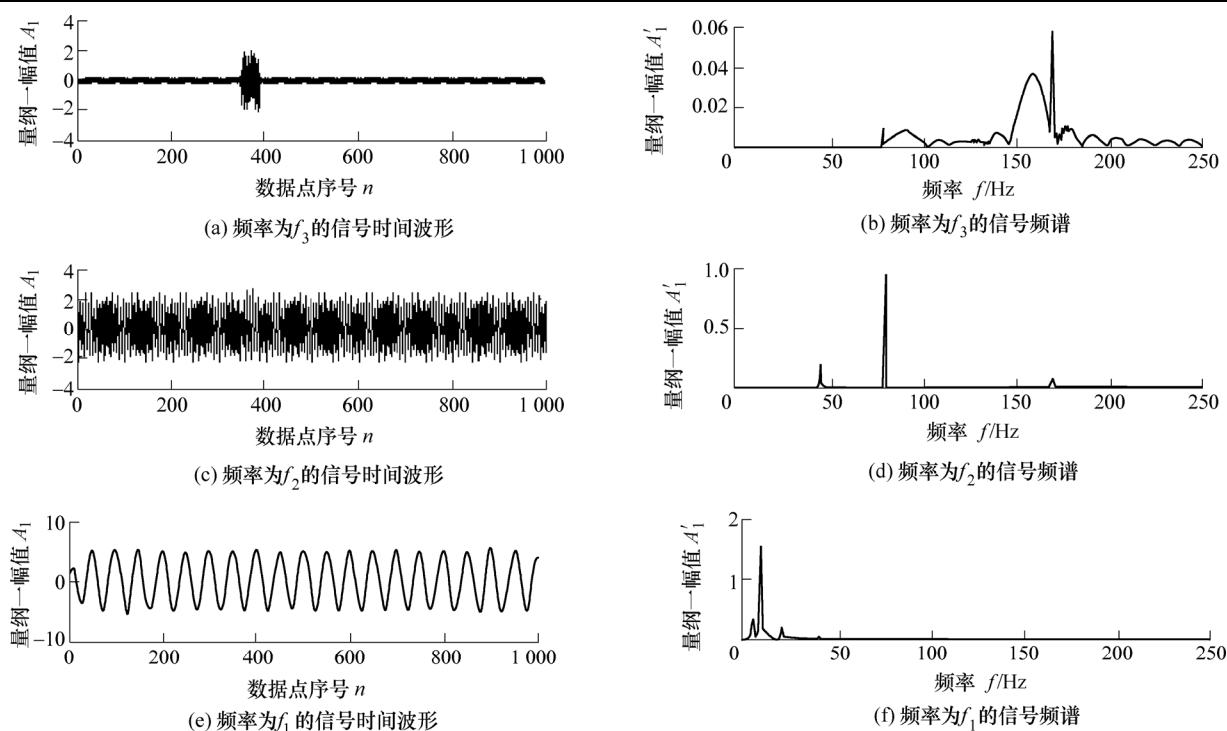 量纲一幅值 A₁
4
2
0
−2
−4
0 200 400 600 800 1 000
数据点序号 n
(a) 频率为f₃的信号时间波形
量纲一幅值 A′₁
0.06
0.04
0.02
0 50 100 150 200 250
频率 f/Hz
(b) 频率为f₃的信号频谱
量纲一幅值 A₁
4
2
0
−2
−4
0 200 400 600 800 1 000
数据点序号 n
(c) 频率为f₂的信号时间波形
量纲一幅值 A′₁
1.0
0.5
0 50 100 150 200 250
频率 f/Hz
(d) 频率为f₂的信号频谱
量纲一幅值 A₁
10
0
−10
0 200 400 600 800 1 000
数据点序号 n
(e) 频率为f₁的信号时间波形
量纲一幅值 A′₁
2
1
0 50 100 150 200 250
频率 f/Hz
(f) 频率为f₁的信号频谱